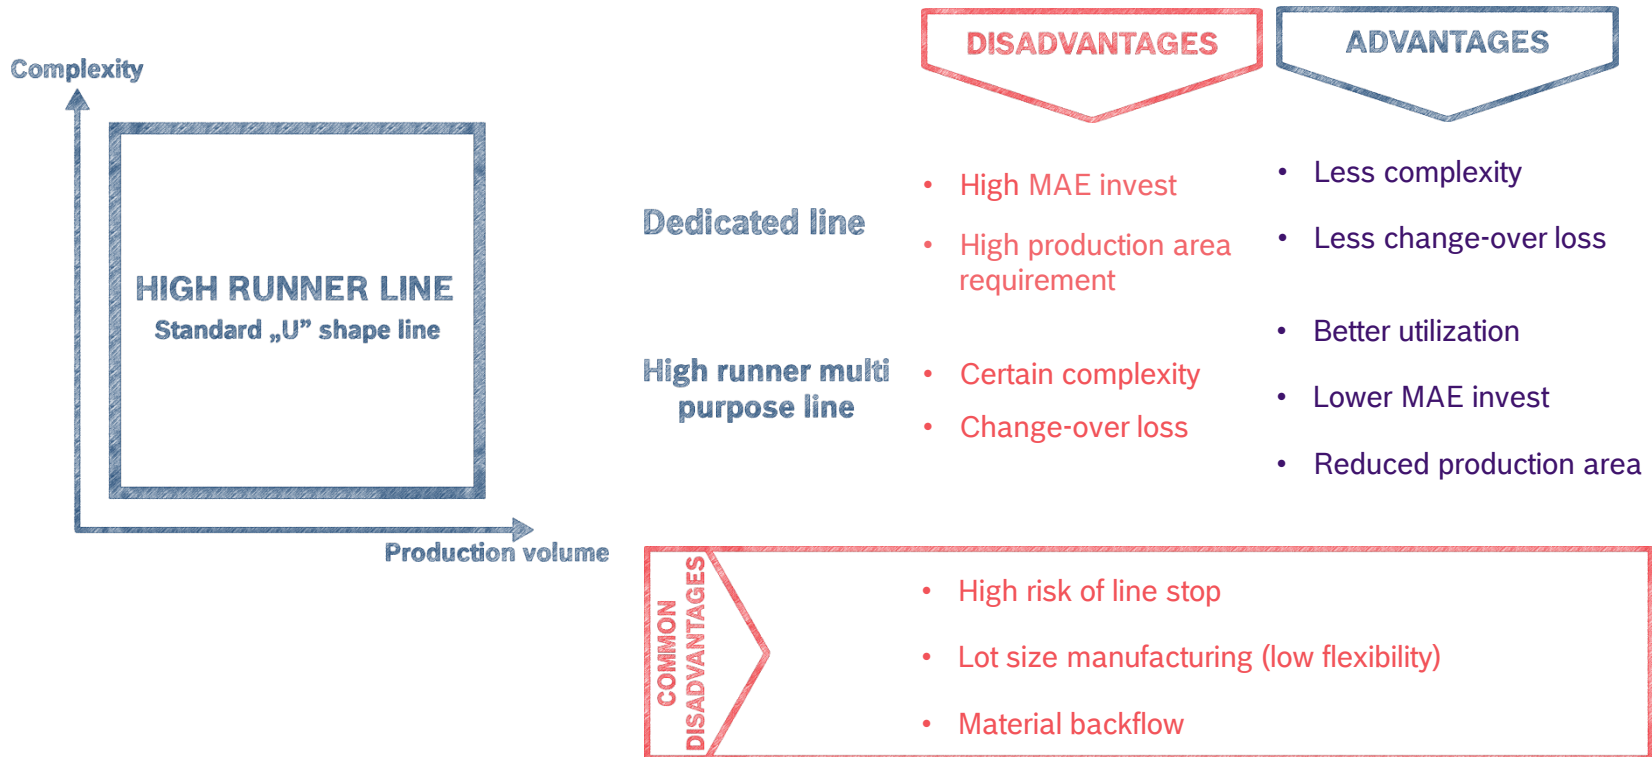 Complexity
HIGH RUNNER LINE
Standard „U” shape line
Production volume
DISADVANTAGES
ADVANTAGES
Dedicated line
• High MAE invest
• High production area
requirement
• Less complexity
• Less change-over loss
High runner multi
purpose line
• Certain complexity
• Change-over loss
• Better utilization
• Lower MAE invest
• Reduced production area
COMMON
DISADVANTAGES
• High risk of line stop
• Lot size manufacturing (low flexibility)
• Material backflow